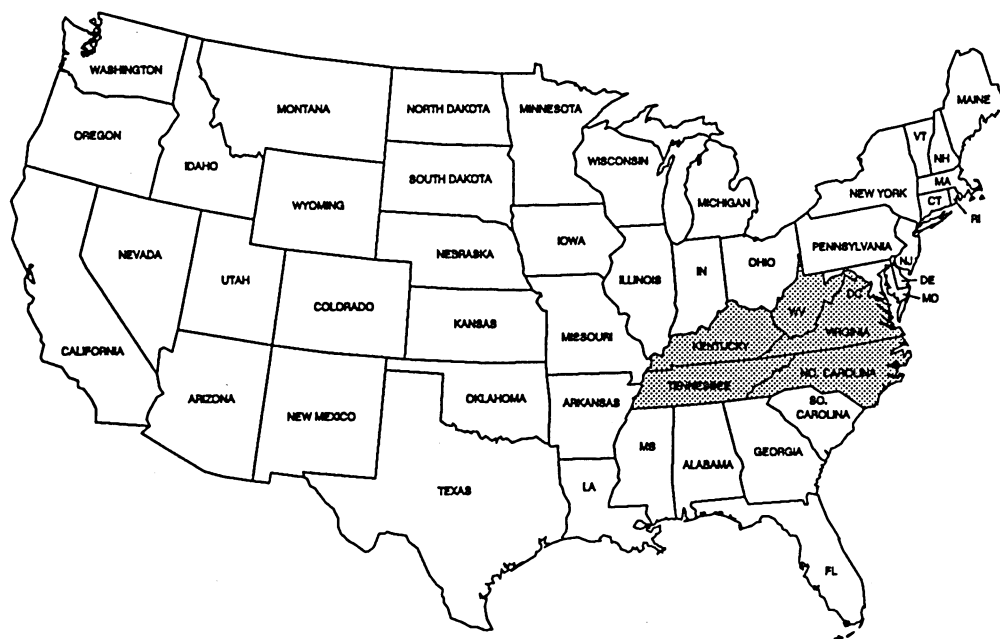 WASHINGTON
MONTANA
NORTH DAKOTA
MINNESOTA
MAINE
OREGON
IDAHO
VT
NH
WISCONSIN
SOUTH DAKOTA
WYOMING
MICHIGAN
NEW YORK
MA
CT
RI
NEVADA
UTAH
NEBRASKA
IOWA
PENNSYLVANIA
ILLINOIS
IN
OHIO
NJ
DE
MD
DC
COLORADO
KANSAS
MISSOURI
WV
VIRGINIA
KENTUCKY
CALIFORNIA
ARIZONA
NEW MEXICO
OKLAHOMA
ARKANSAS
TENNESSEE
NO. CAROLINA
SO.
CAROLINA
MS
ALABAMA
GEORGIA
TEXAS
LA
FL